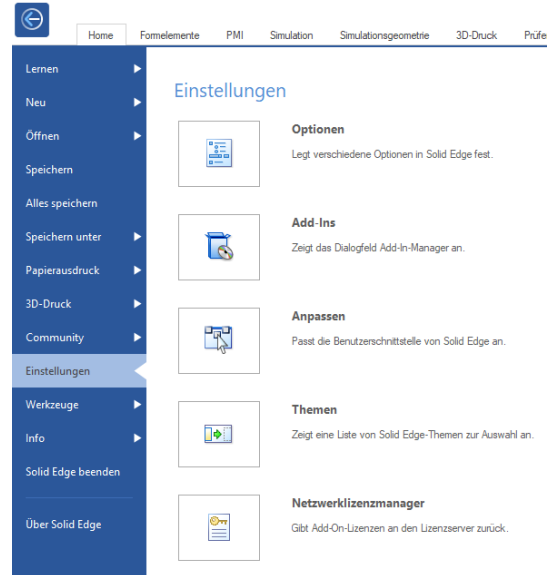 Home Formelemente PMI Simulation Simulationsgeometrie 3D-Druck
Lernen
Neu
Öffnen
Speichern
Alles speichern
Speichern unter
Papierausdruck
3D-Druck
Community
Einstellungen
Werkzeuge
Info
Solid Edge beenden
Über Solid Edge
Einstellungen
Optionen
Legt verschiedene Optionen in Solid Edge fest.
Add-Ins
Zeigt das Dialogfeld Add-In-Manager an.
Anpassen
Passt die Benutzerschnittstelle von Solid Edge an.
Themen
Zeigt eine Liste von Solid Edge-Themen zur Auswahl an.
Netzwerklizenzmanager
Gibt Add-On-Lizenzen an den Lizenzserver zurück.